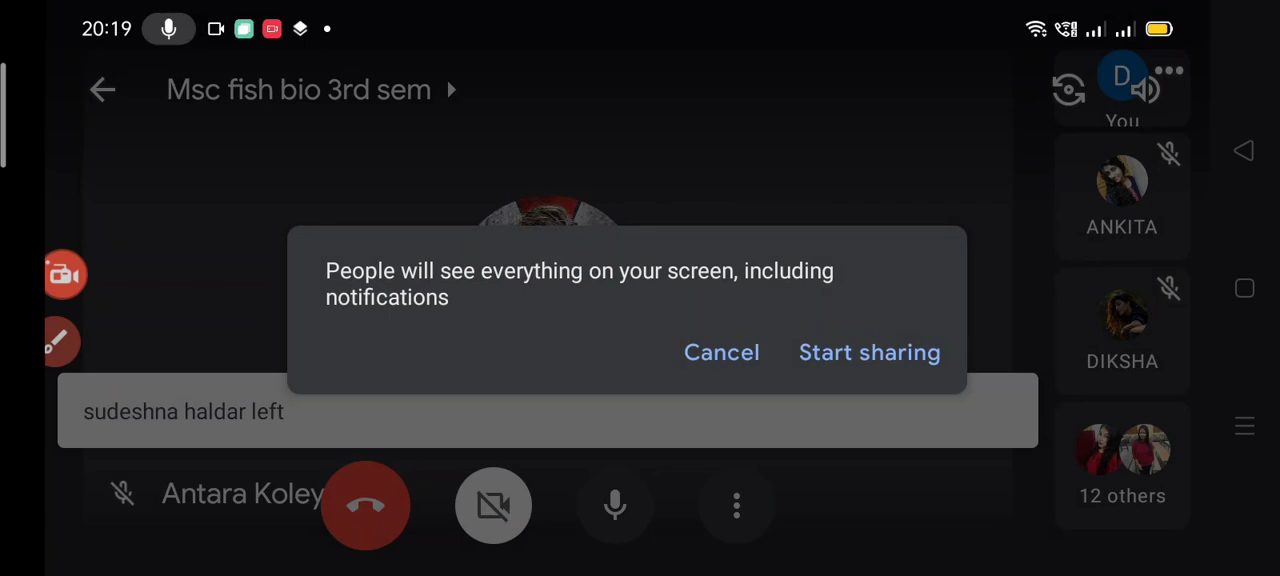 20:19
Msc fish bio 3rd sem
D
You
ANKITA
People will see everything on your screen, including
notifications
Cancel
Start sharing
DIKSHA
sudeshna haldar left
Antara Koley
12 others